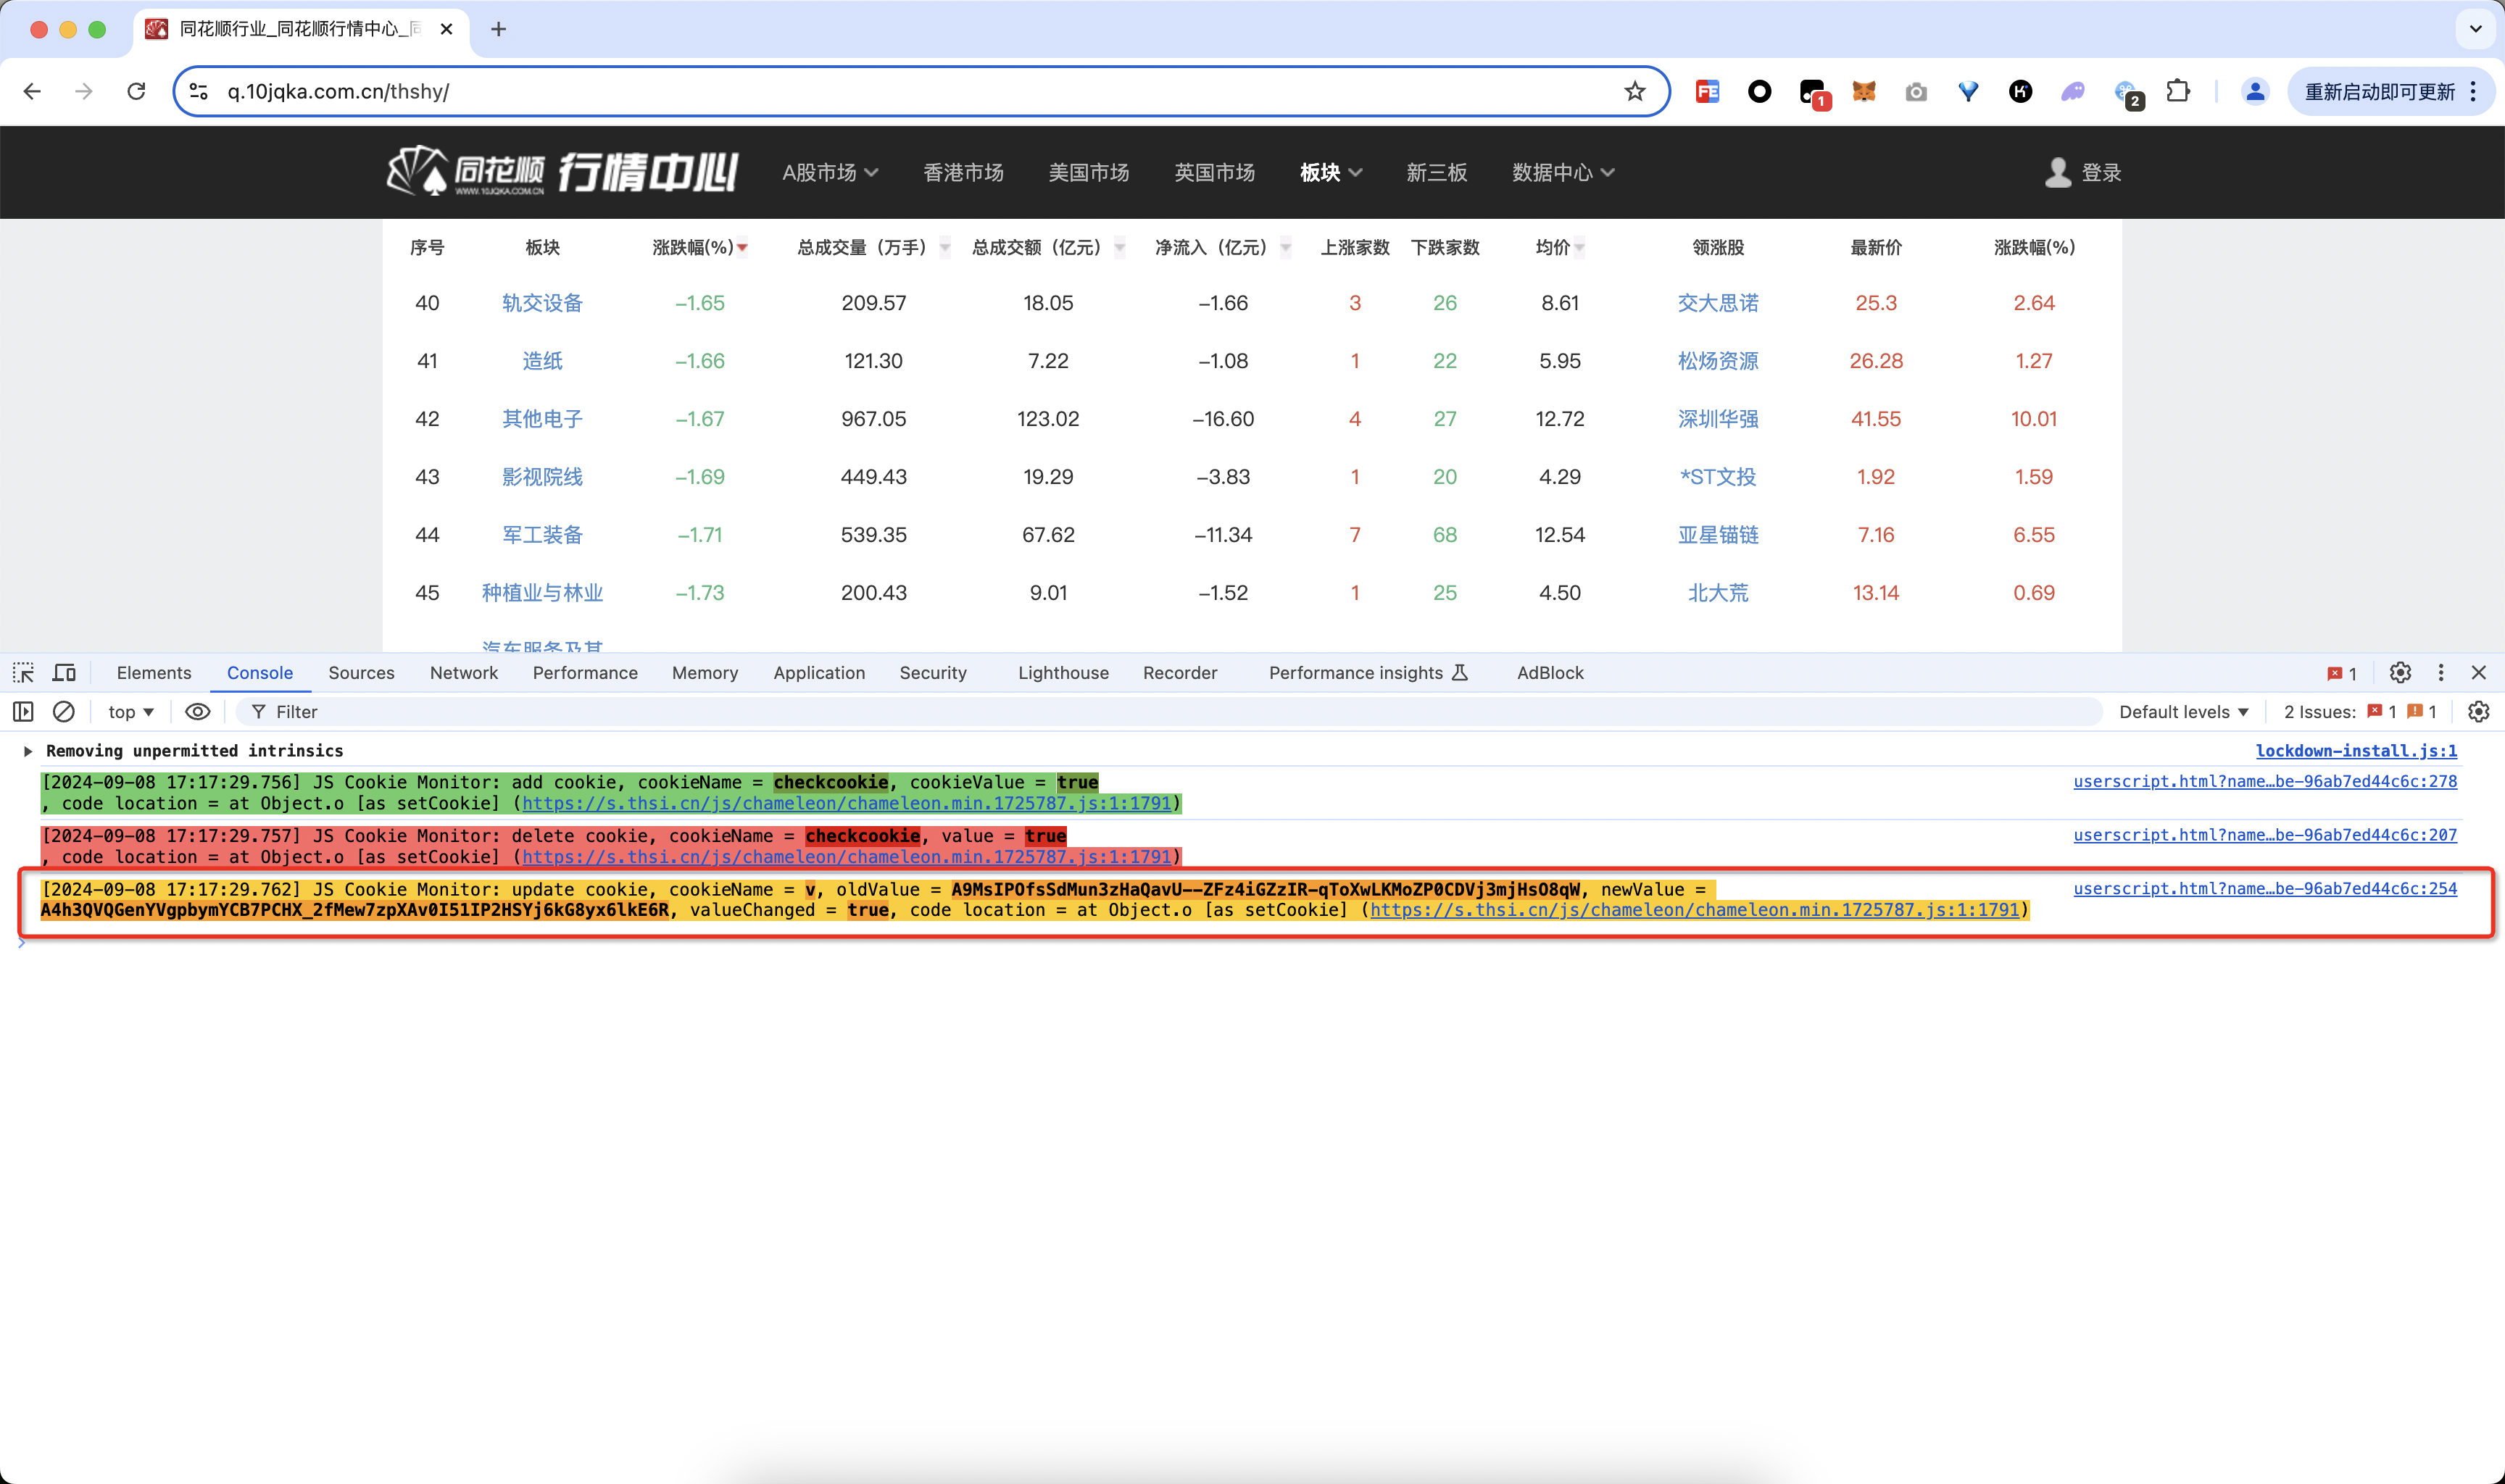 同花顺行业_同花顺行情中心_同
q.10jqka.com.cn/thshy/
FE
1
2
重新启动即可更新
同花顺 WWW.10JQKA.COM.CN 行情中心 A股市场 香港市场 美国市场 英国市场 板块 新三板 数据中心 登录
序号 板块 涨跌幅(%) 总成交量（万手） 总成交额（亿元） 净流入（亿元） 上涨家数 下跌家数 均价 领涨股 最新价 涨跌幅(%)
40 轨交设备 –1.65 209.57 18.05 –1.66 3 26 8.61 交大思诺 25.3 2.64
41 造纸 –1.66 121.30 7.22 –1.08 1 22 5.95 松炀资源 26.28 1.27
42 其他电子 –1.67 967.05 123.02 –16.60 4 27 12.72 深圳华强 41.55 10.01
43 影视院线 –1.69 449.43 19.29 –3.83 1 20 4.29 *ST文投 1.92 1.59
44 军工装备 –1.71 539.35 67.62 –11.34 7 68 12.54 亚星锚链 7.16 6.55
45 种植业与林业 –1.73 200.43 9.01 –1.52 1 25 4.50 北大荒 13.14 0.69
汽车服务及其
Elements Console Sources Network Performance Memory Application Security Lighthouse Recorder Performance insights AdBlock 1
top Filter Default levels 2 Issues: 1 1
Removing unpermitted intrinsics lockdown-install.js:1
[2024-09-08 17:17:29.756] JS Cookie Monitor: add cookie, cookieName = checkcookie, cookieValue = true userscript.html?name…be-96ab7ed44c6c:278
, code location = at Object.o [as setCookie] (https://s.thsi.cn/js/chameleon/chameleon.min.1725787.js:1:1791)
[2024-09-08 17:17:29.757] JS Cookie Monitor: delete cookie, cookieName = checkcookie, value = true userscript.html?name…be-96ab7ed44c6c:207
, code location = at Object.o [as setCookie] (https://s.thsi.cn/js/chameleon/chameleon.min.1725787.js:1:1791)
[2024-09-08 17:17:29.762] JS Cookie Monitor: update cookie, cookieName = v, oldValue = A9MsIPOfsSdMun3zHaQavU--ZFz4iGZzIR-qToXwLKMoZP0CDVj3mjHsO8qW, newValue = userscript.html?name…be-96ab7ed44c6c:254
A4h3QVQGenYVgpbymYCB7PCHX_2fMew7zpXAv0I51IP2HSYj6kG8yx6lkE6R, valueChanged = true, code location = at Object.o [as setCookie] (https://s.thsi.cn/js/chameleon/chameleon.min.1725787.js:1:1791)